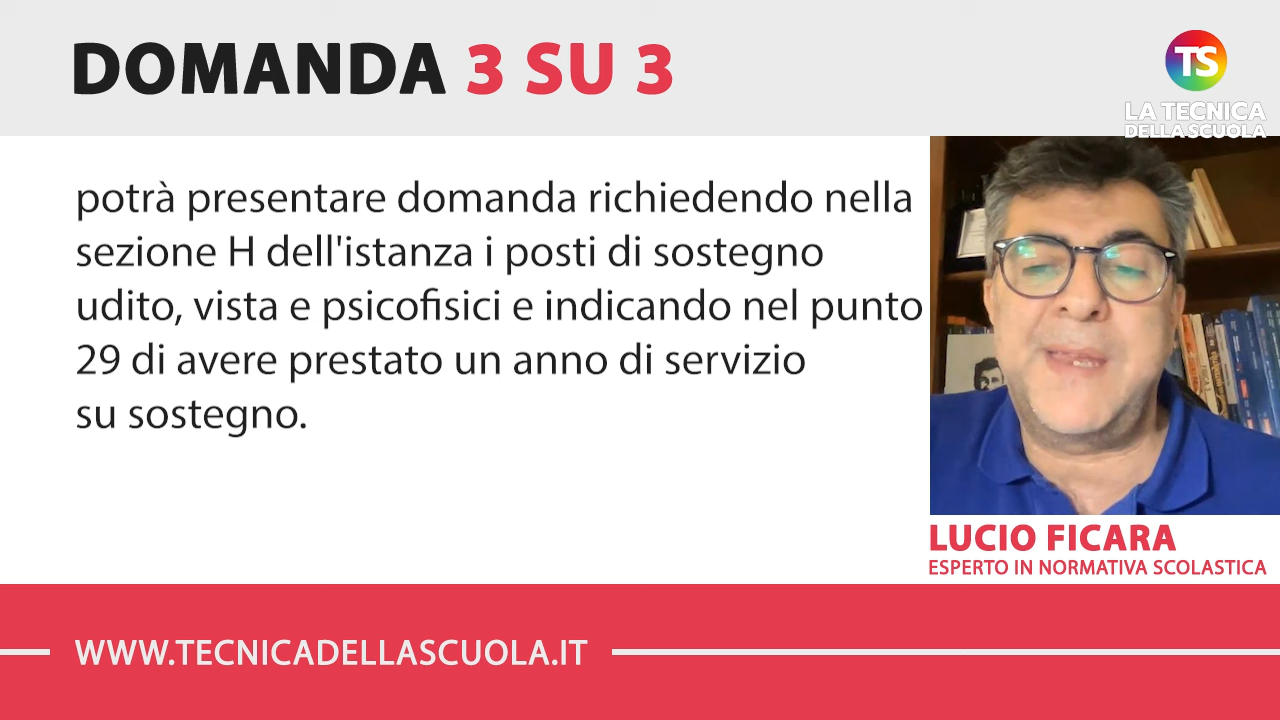 DOMANDA 3 SU 3
TS
LA TECNICA
DELLA SCUOLA
potrà presentare domanda richiedendo nella
sezione H dell'istanza i posti di sostegno
udito, vista e psicofisici e indicando nel punto
29 di avere prestato un anno di servizio
su sostegno.
LUCIO FICARA
ESPERTO IN NORMATIVA SCOLASTICA
WWW.TECNICADELLASCUOLA.IT